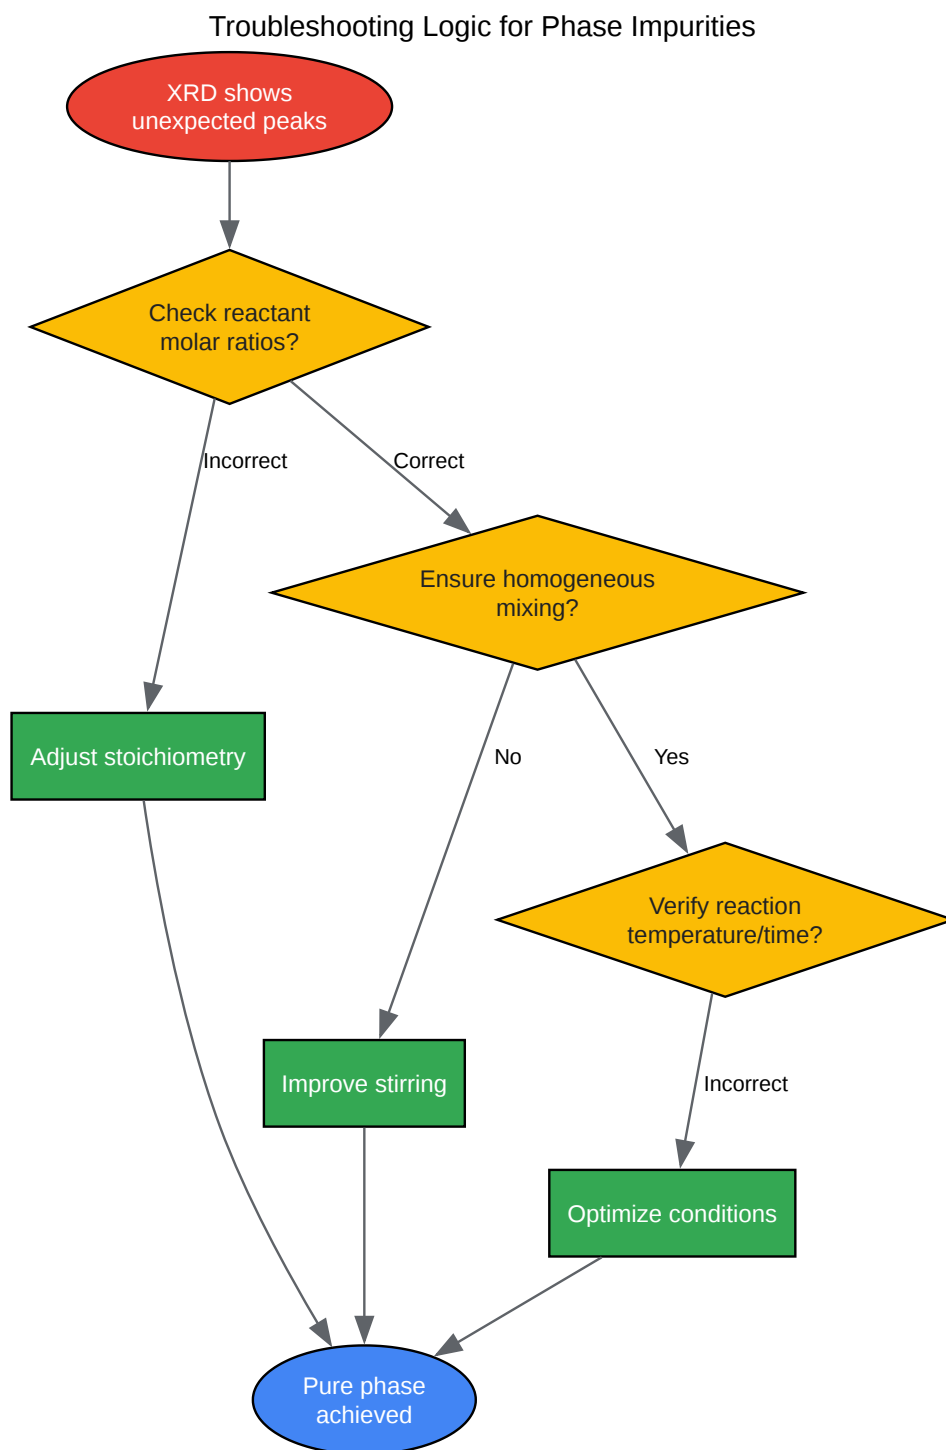 Troubleshooting Logic for Phase Impurities
XRD shows
unexpected peaks
Check reactant
molar ratios?
Incorrect
Correct
Ensure homogeneous
mixing?
Adjust stoichiometry
No
Yes
Verify reaction
temperature/time?
Improve stirring
Incorrect
Optimize conditions
Pure phase
achieved